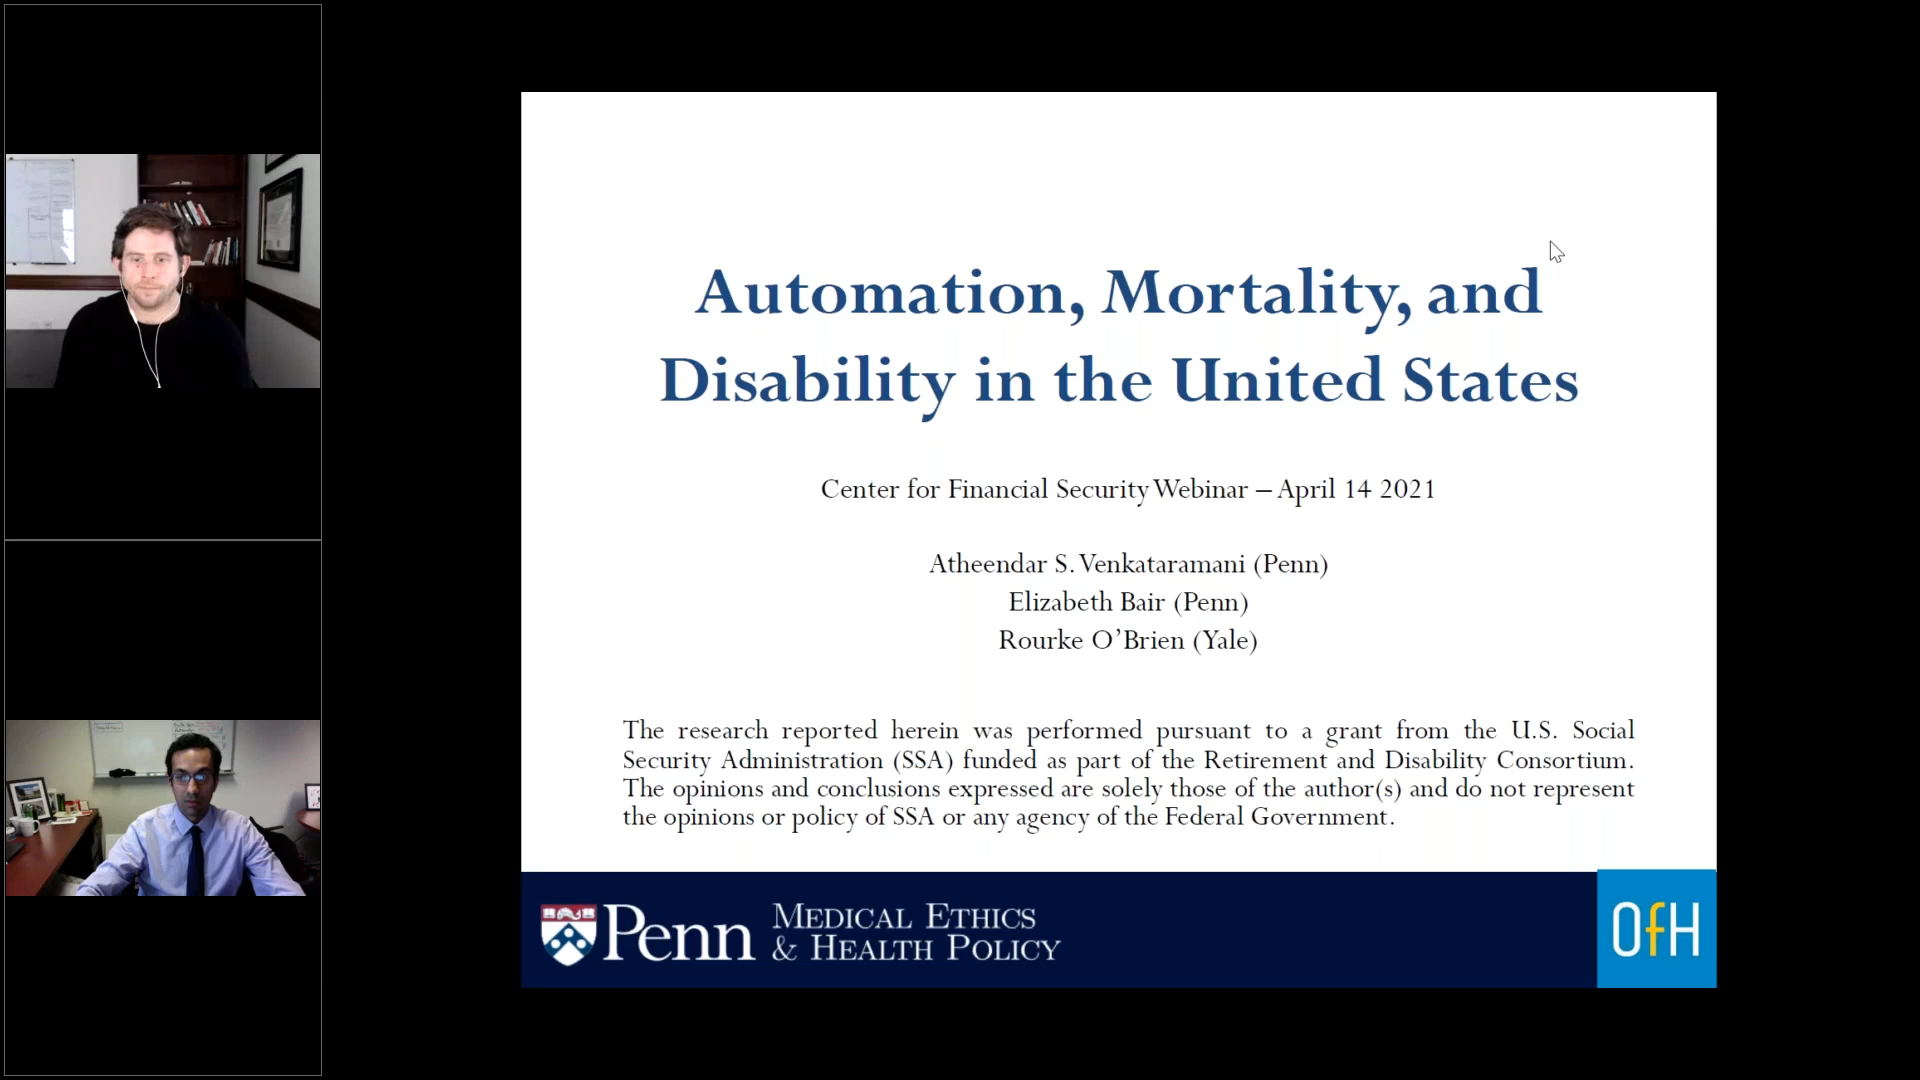 Automation, Mortality, and
Disability in the United States
Center for Financial Security Webinar – April 14 2021
Atheendar S. Venkataramani (Penn)
Elizabeth Bair (Penn)
Rourke O’Brien (Yale)
The research reported herein was performed pursuant to a grant from the U.S. Social
Security Administration (SSA) funded as part of the Retirement and Disability Consortium.
The opinions and conclusions expressed are solely those of the author(s) and do not represent
the opinions or policy of SSA or any agency of the Federal Government.
Penn
MEDICAL ETHICS
& HEALTH POLICY
OfH